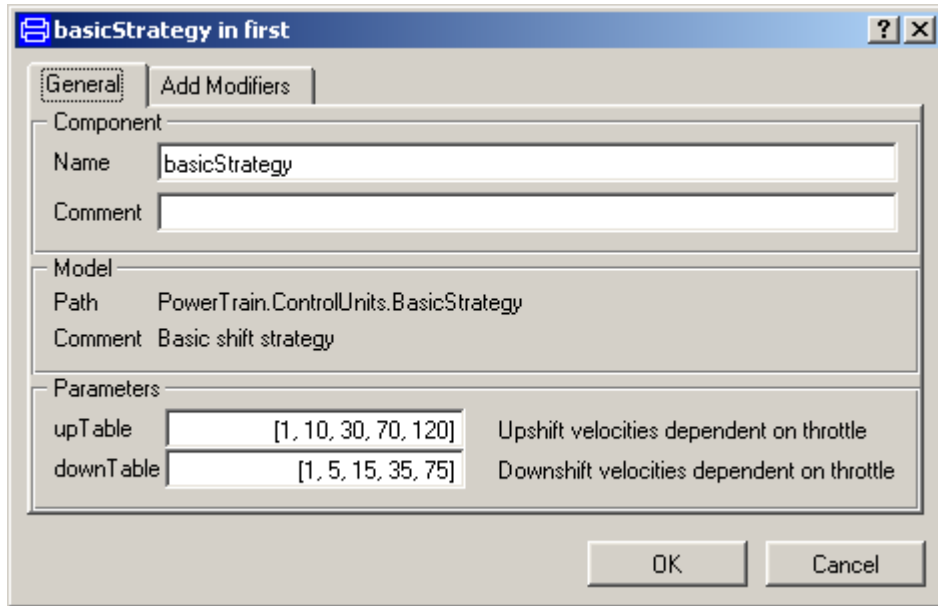 basicStrategy in first
General Add Modifiers
Component
Name basicStrategy
Comment
Model
Path PowerTrain.ControlUnits.BasicStrategy
Comment Basic shift strategy
Parameters
upTable [1, 10, 30, 70, 120] Upshift velocities dependent on throttle
downTable [1, 5, 15, 35, 75] Downshift velocities dependent on throttle
OK Cancel